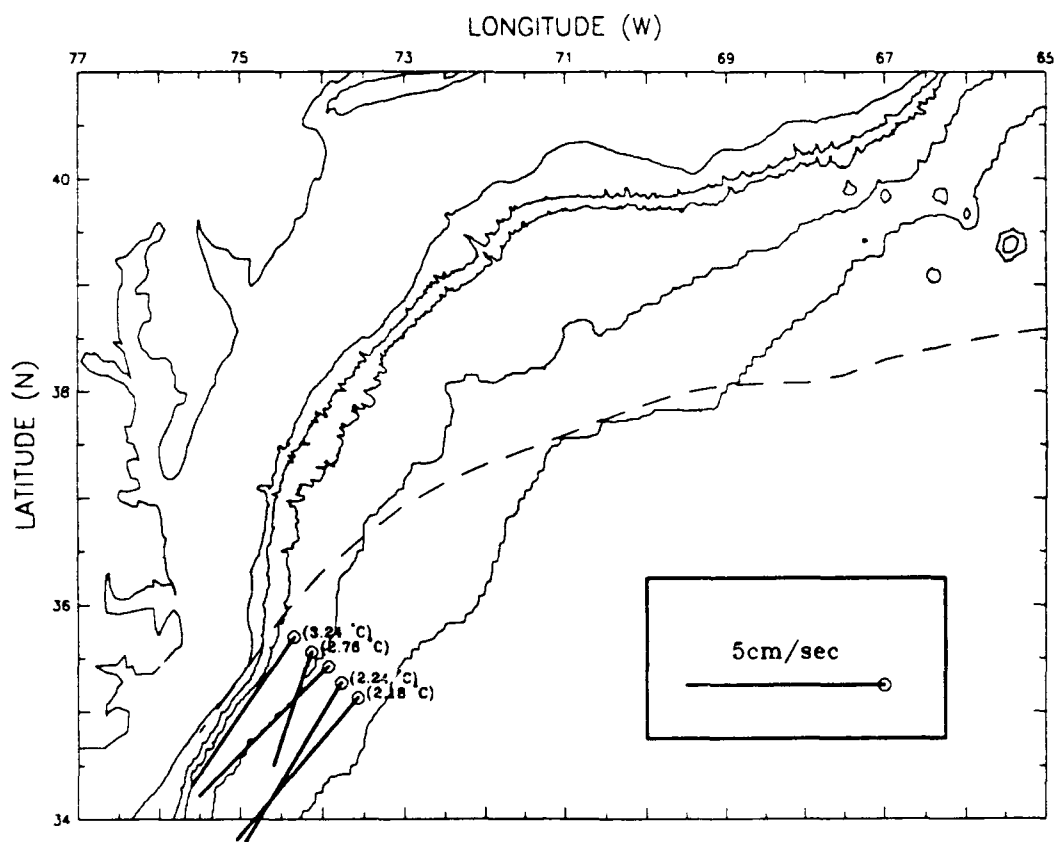 LONGITUDE (W)
77 75 73 71 69 67 65
40
38
36
34
LATITUDE (N)
(3.24 °C)
(2.76 °C)
(2.24 °C)
(2.18 °C)
5cm/sec